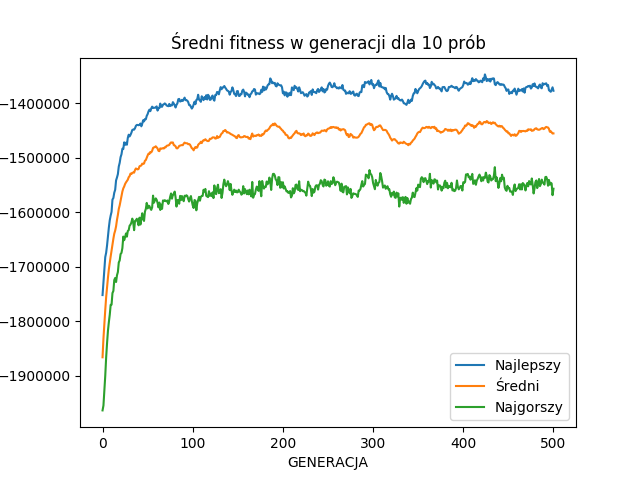 Średni fitness w generacji dla 10 prób
−1400000
−1500000
−1600000
−1700000
−1800000
−1900000
0 100 200 300 400 500
GENERACJA
Najlepszy
Średni
Najgorszy